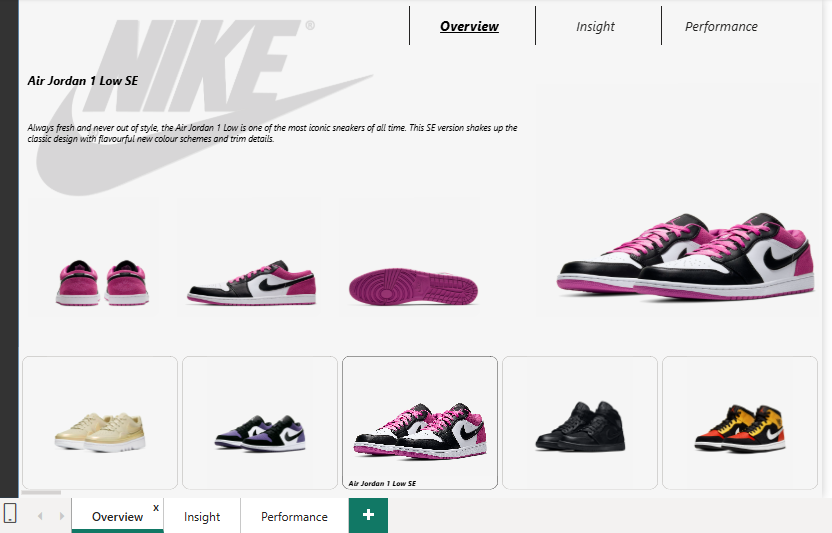 NIKE®
Overview
Insight
Performance
Air Jordan 1 Low SE
Always fresh and never out of style, the Air Jordan 1 Low is one of the most iconic sneakers of all time. This SE version shakes up the
classic design with flavourful new colour schemes and trim details.
Air Jordan 1 Low SE
Overview
x
Insight
Performance
+